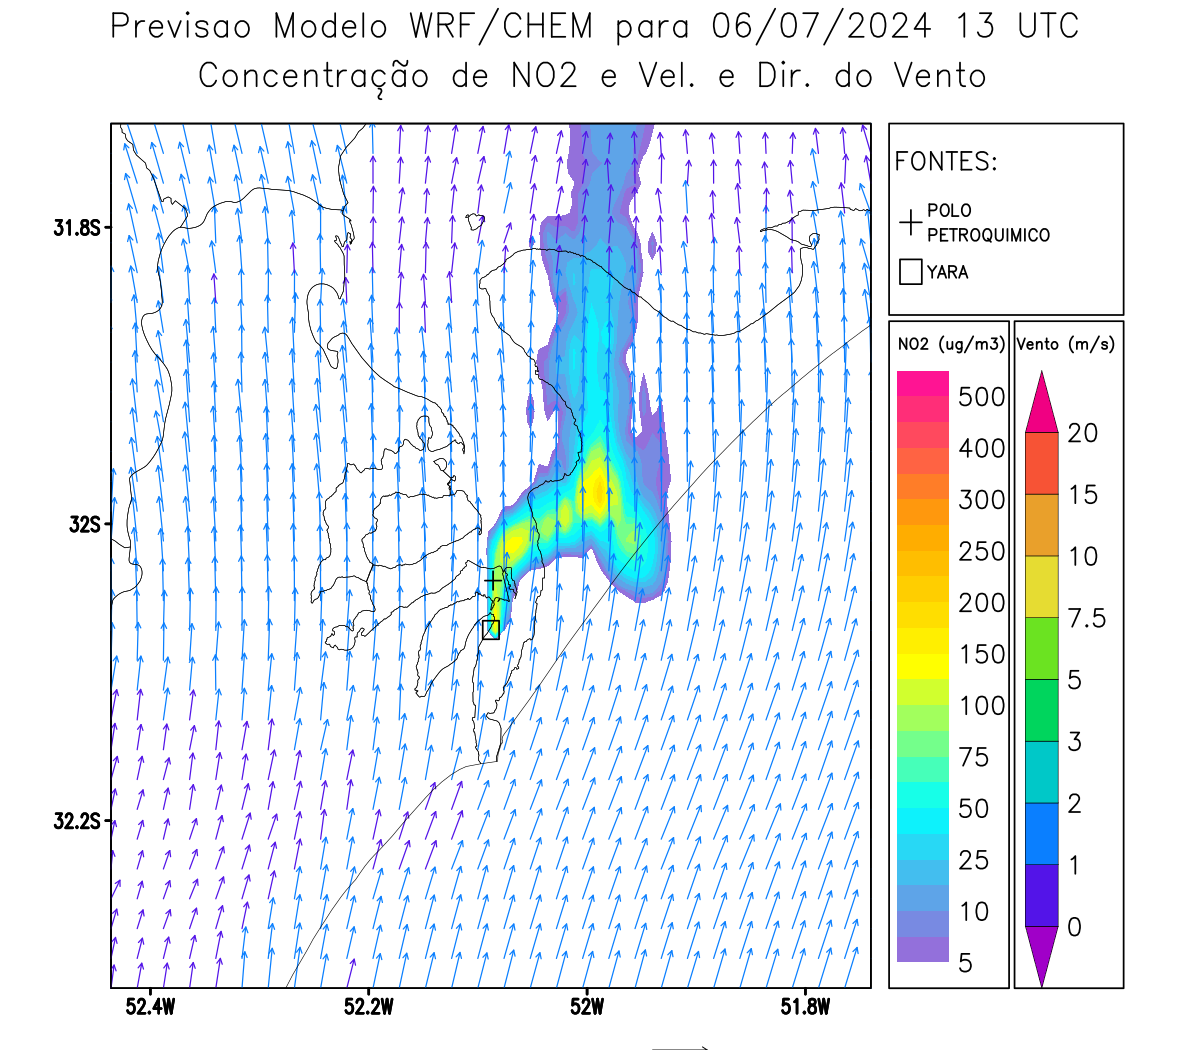 Previsao Modelo WRF/CHEM para 06/07/2024 13 UTC
Concentração de NO2 e Vel. e Dir. do Vento
FONTES:
POLO
PETROQUIMICO
YARA
NO2 (ug/m3)
500
400
300
250
200
150
100
75
50
25
10
5
Vento (m/s)
20
15
10
7.5
5
3
2
1
0
31.8S
32S
32.2S
52.4W
52.2W
52W
51.8W